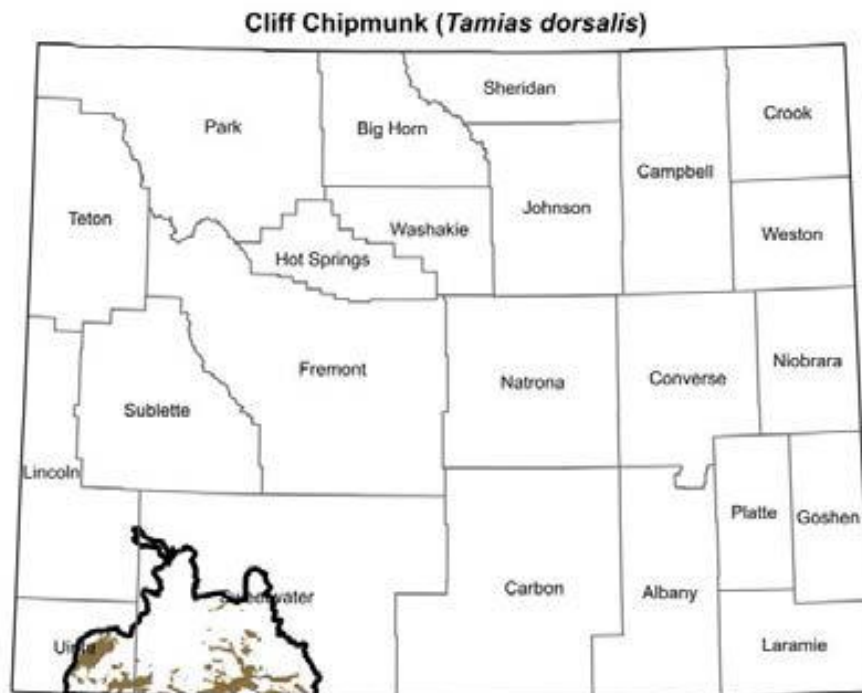 Cliff Chipmunk (Tamias dorsalis)
Sheridan
Crook
Park
Big Horn
Campbell
Johnson
Teton
Washakie
Weston
Hot Springs
Fremont
Natrona
Converse
Niobrara
Sublette
Lincoln
Platte
Goshen
Carbon
Albany
Laramie